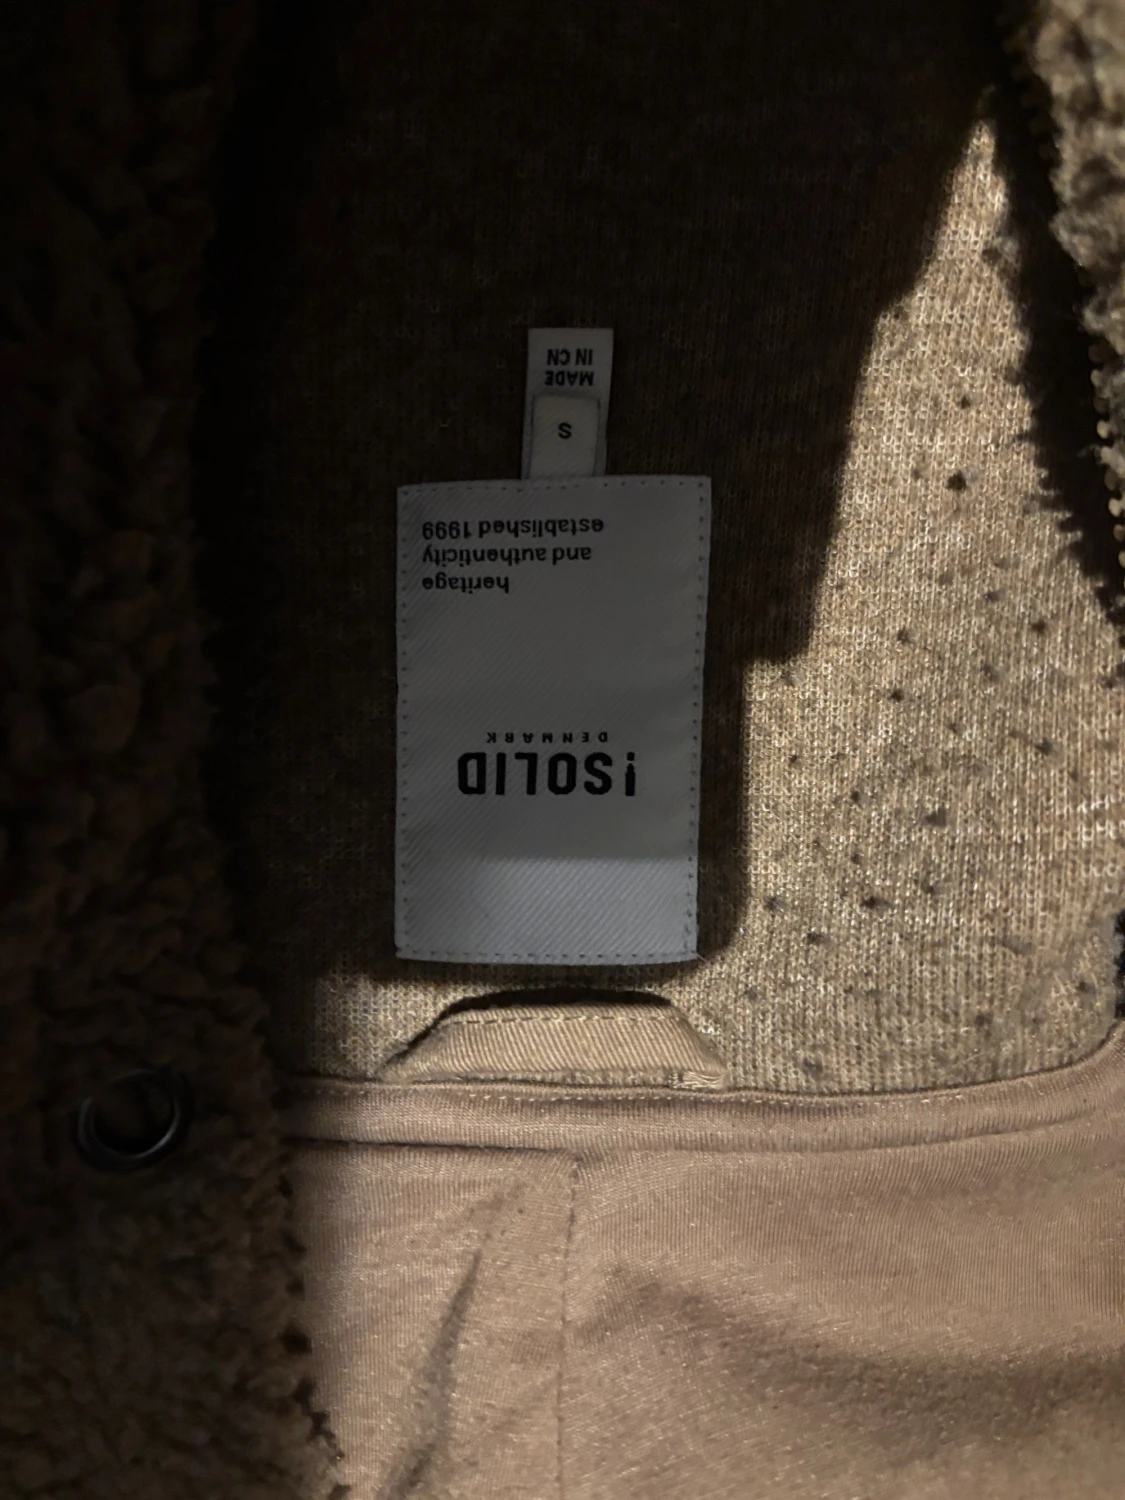 !SOLID
DENMARK
heritage
and authenticity
established 1999
S
MADE
IN CN